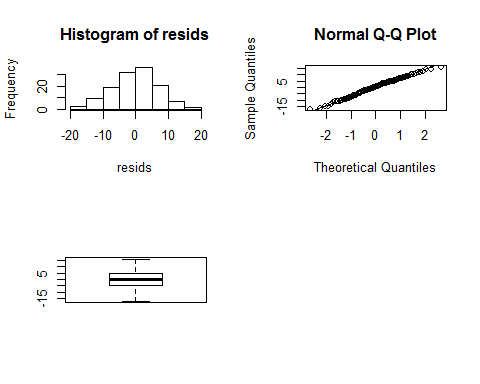 Histogram of resids
Frequency
0 20
-20 -10 0 10 20
resids
Normal Q-Q Plot
Sample Quantiles
-15 5
-2 -1 0 1 2
Theoretical Quantiles
-15 5